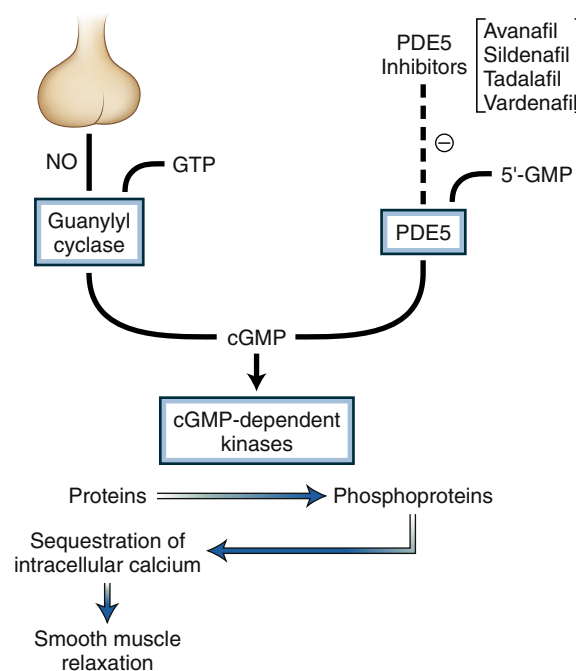 PDE5
Inhibitors
Avanafil
Sildenafil
Tadalafil
Vardenafil
NO
GTP
5'-GMP
Guanylyl
cyclase
PDE5
cGMP
cGMP-dependent
kinases
Proteins
Phosphoproteins
Sequestration of
intracellular calcium
Smooth muscle
relaxation